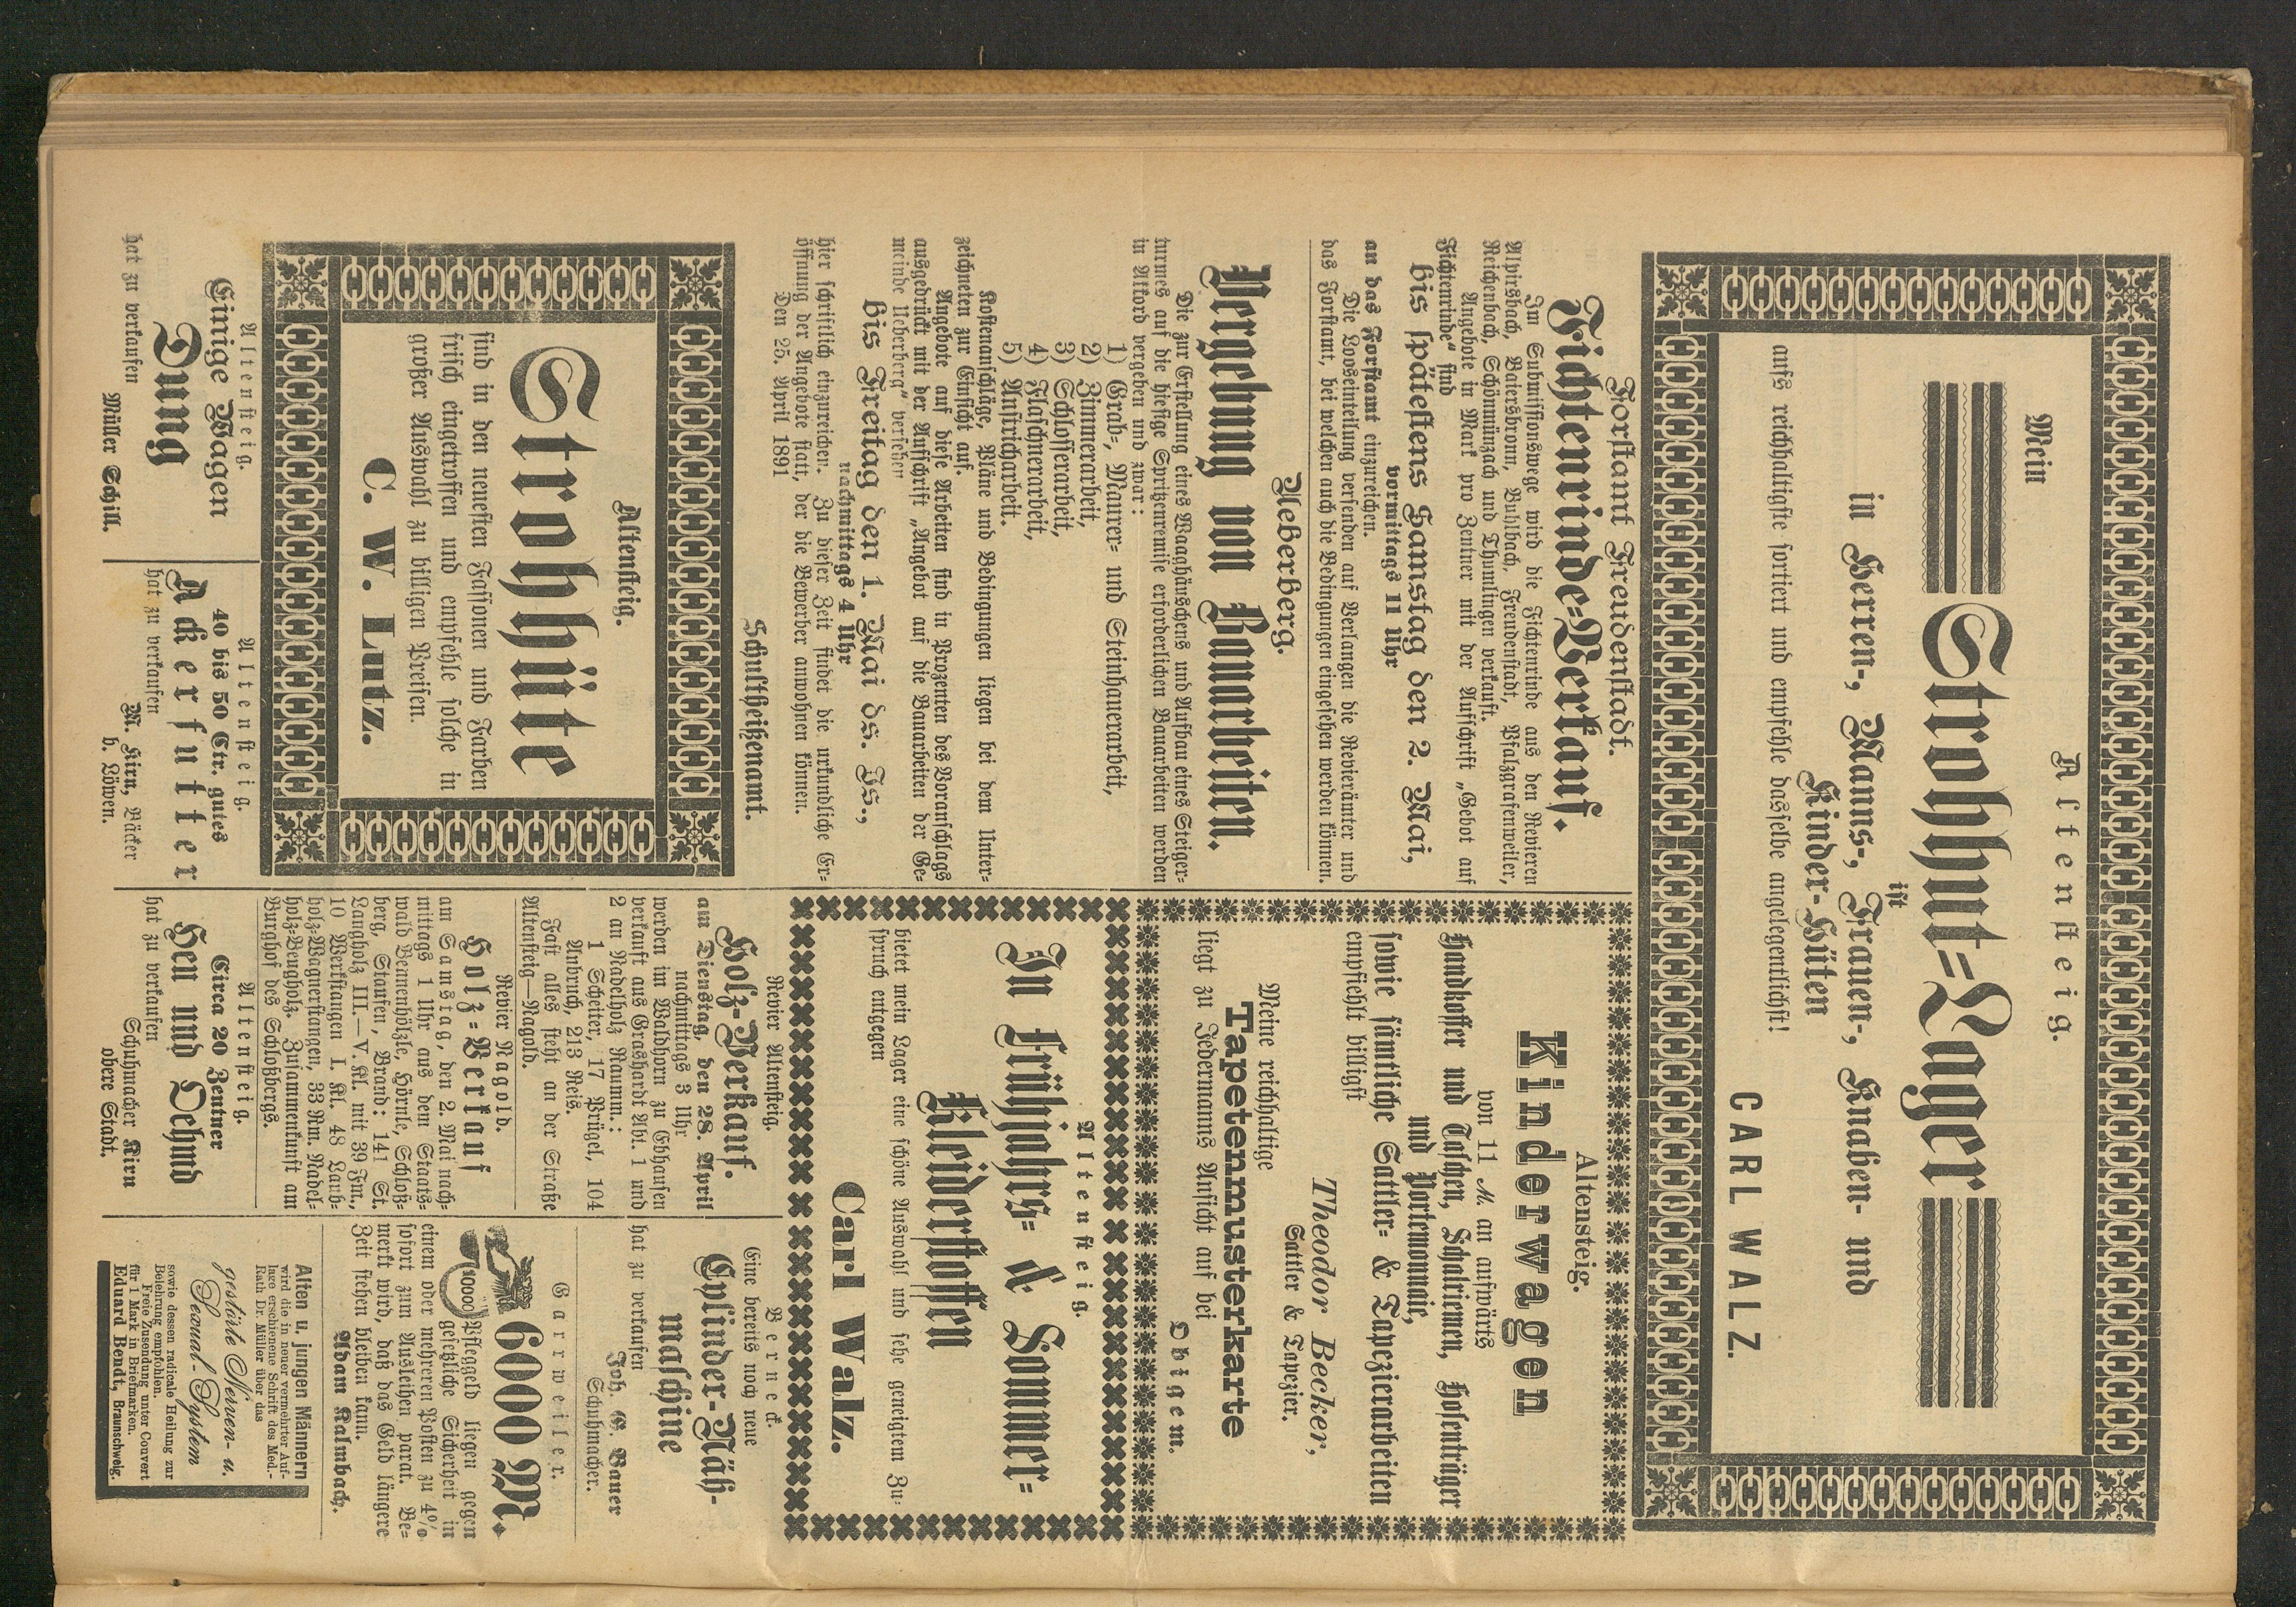 Altensteig.
Mein
Strohhut-Lager
ist
in Herren-, Manns-, Frauen-, Knaben- und
Kinder-Hüten
aufs reichhaltigste sortiert und empfehle dasselbe angelegentlichst!
CARL WALZ.
Forstamt Freudenstadt.
Fichtenrinde-Verkauf.
Im Submissionswege wird die Fichtenrinde aus den Revieren
Alpirsbach, Baiersbronn, Buhlbach, Freudenstadt, Pfalzgrafenweiler,
Reichenbach, Schönmünzach und Thumlingen verkauft.
Angebote in Mark pro Zentner mit der Aufschrift „Gebot auf
Fichtenrinde“ sind
bis spätestens Samstag den 2. Mai,
vormittags 11 Uhr
an das Forstamt einzureichen.
Die Looseinteilung versenden auf Verlangen die Revierämter und
das Forstamt, bei welchen auch die Bedingungen eingesehen werden können.
Ueberberg.
Vergebung von Bauarbeiten.
Die zur Erstellung eines Waaghäuschens und Aufbau eines Steiger-
turmes auf die hiesige Spritzenremise erforderlichen Bauarbeiten werden
in Akkord vergeben und zwar:
1) Grab-, Maurer- und Steinhauerarbeit,
2) Zimmerarbeit,
3) Schlosserarbeit,
4) Flaschnerarbeit,
5) Anstricharbeit.
Kostenanschläge, Pläne und Bedingungen liegen bei dem Unter-
zeichneten zur Einsicht auf.
Angebote auf diese Arbeiten sind in Prozenten des Voranschlags
ausgedrückt mit der Aufschrift „Angebot auf die Bauarbeiten der Ge-
meinde Ueberberg“ versehen
bis Freitag den 1. Mai ds. Js.,
nachmittags 4 Uhr
hier schriftlich einzureichen. Zu dieser Zeit findet die urkundliche Er-
öffnung der Angebote statt, der die Bewerber anwohnen können.
Den 25. April 1891
Schultheißenamt.
Altensteig.
Strohhüte
sind in den neuesten Fassonen und Farben
frisch eingetroffen und empfehle solche in
großer Auswahl zu billigen Preisen.
C. W. Lutz.
Altensteig.
Einige Wagen
Dung
hat zu verkaufen
Müller Schill.
Altensteig.
40 bis 50 Ctr. gutes
Ackerfutter
hat zu verkaufen
M. Kirn, Bäcker
b. Löwen.
Altensteig.
Kinderwagen
von 11 M. an aufwärts
Handkoffer und Taschen, Schalriemen, Hosenträger
und Portemonnaie,
sowie sämtliche Sattler- & Tapezierarbeiten
empfiehlt billigst
Theodor Becker,
Sattler & Tapezier.
Meine reichhaltige
Tapetenmusterkarte
liegt zu Jedermanns Ansicht auf bei
Obigem.
Altensteig.
In Frühjahrs- & Sommer-
Kleiderstoffen
bietet mein Lager eine schöne Auswahl und sehe geneigtem Zu-
spruch entgegen
Carl Walz.
Revier Altensteig.
Holz-Verkauf.
am Dienstag, den 28. April
nachmittags 3 Uhr
werden im Waldhorn zu Ebhausen
verkauft aus Grashardt Abt. 1 und
2 an Nadelholz Raumm.:
1 Scheiter, 17 Prügel, 104
Anbruch, 213 Reis.
Fast alles steht an der Straße
Altensteig—Nagold.
Revier Nagold.
Holz-Verkauf
am Samstag, den 2. Mai nach-
mittags 1 Uhr aus dem Staats-
wald Bennenhölzle, Hörnle, Schloß-
berg, Staufen, Brand: 141 St.
Langholz III.—V. Kl. mit 39 Fm.,
10 Werkstangen I. Kl. 48 Laub-
holz-Wagnerstangen, 33 Rm. Nadel-
holz-Beugholz. Zusammenkunft am
Burghof des Schloßbergs.
Altensteig.
Circa 20 Zentner
Heu und Oehmd
hat zu verkaufen
Schuhmacher Kirn
obere Stadt.
Berneck.
Eine bereits noch neue
Cylinder-Näh-
maschine
hat zu verkaufen
Joh. G. Bauer
Schuhmacher.
Garrweiler.
10000
6000 M.
Pfleggeld liegen gegen
gesetzliche Sicherheit in
einem oder mehreren Posten zu 4%
sofort zum Ausleihen parat. Be-
merkt wird, daß das Geld längere
Zeit stehen bleiben kann.
Adam Kalmbach.
Alten u. jungen Männern
wird die in neuer vermehrter Auf-
lage erschienene Schrift des Med.-
Rath Dr. Müller über das
gestörte Nerven- u.
Sexual-System
sowie dessen radicale Heilung zur
Belehrung empfohlen.
Freie Zusendung unter Couvert
für 1 Mark in Briefmarken.
Eduard Bendt, Braunschweig.